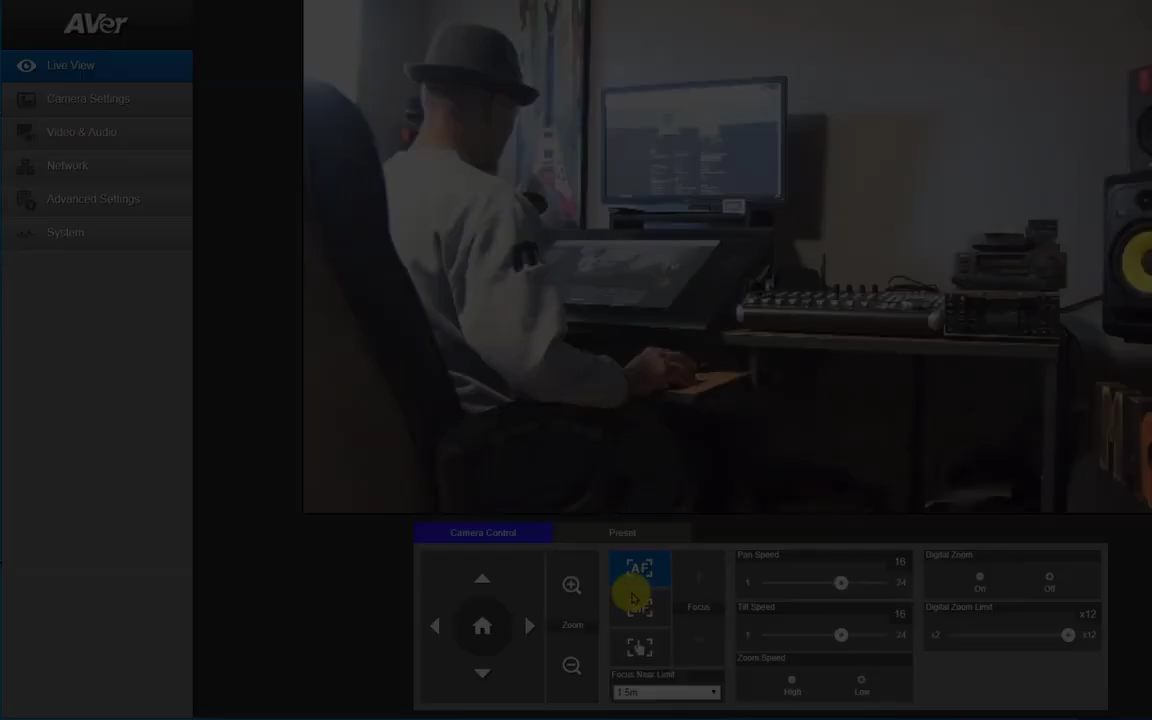 AVer
Live View
Camera Settings
Video & Audio
Network
Advanced Settings
System
Camera Control
Preset
Zoom
AF
Focus
Focus Near Limit
1.5m
Pan Speed
16
1
24
Tilt Speed
16
1
24
Zoom Speed
High
Low
Digital Zoom
On
Off
Digital Zoom Limit
x12
x2
x12